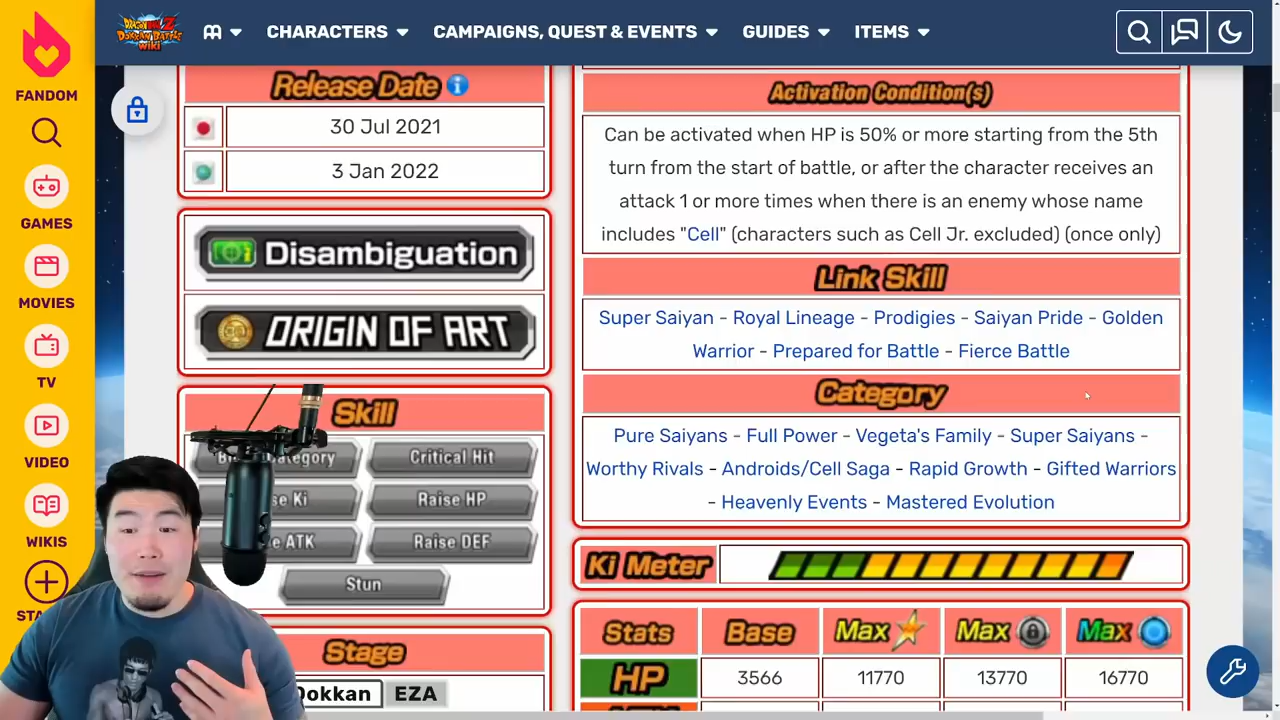 DRAGON BALL Z
DOKKAN BATTLE
WIKI
CHARACTERS
CAMPAIGNS, QUEST & EVENTS
GUIDES
ITEMS
FANDOM
GAMES
MOVIES
TV
VIDEO
WIKIS
Release Date
30 Jul 2021
3 Jan 2022
Disambiguation
ORIGIN OF ART
Skill
Critical Hit
Raise HP
ATK
Raise DEF
Stun
Stage
Dokkan
EZA
Activation Condition(s)
Can be activated when HP is 50% or more starting from the 5th
turn from the start of battle, or after the character receives an
attack 1 or more times when there is an enemy whose name
includes "Cell" (characters such as Cell Jr. excluded) (once only)
Link Skill
Super Saiyan - Royal Lineage - Prodigies - Saiyan Pride - Golden
Warrior - Prepared for Battle - Fierce Battle
Category
Pure Saiyans - Full Power - Vegeta's Family - Super Saiyans -
Worthy Rivals - Androids/Cell Saga - Rapid Growth - Gifted Warriors
- Heavenly Events - Mastered Evolution
Ki Meter
Stats Base Max Max Max
HP 3566 11770 13770 16770